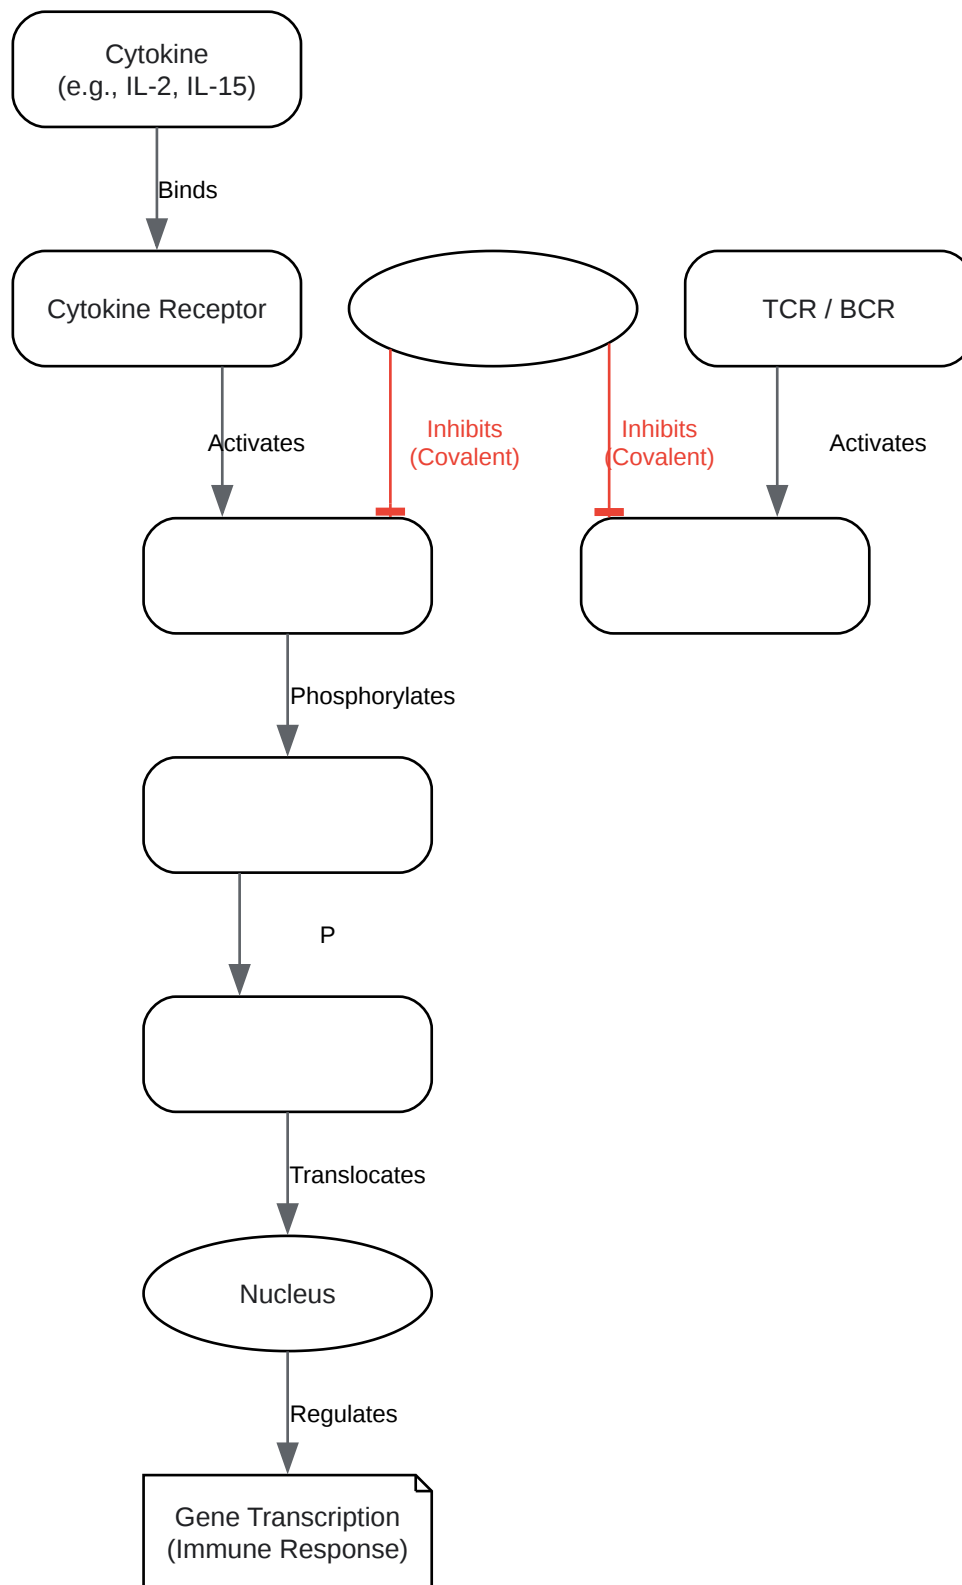 Cytokine
(e.g., IL-2, IL-15)
Binds
Cytokine Receptor
TCR / BCR
Activates
Inhibits
(Covalent)
Inhibits
(Covalent)
Activates
Phosphorylates
P
Translocates
Nucleus
Regulates
Gene Transcription
(Immune Response)